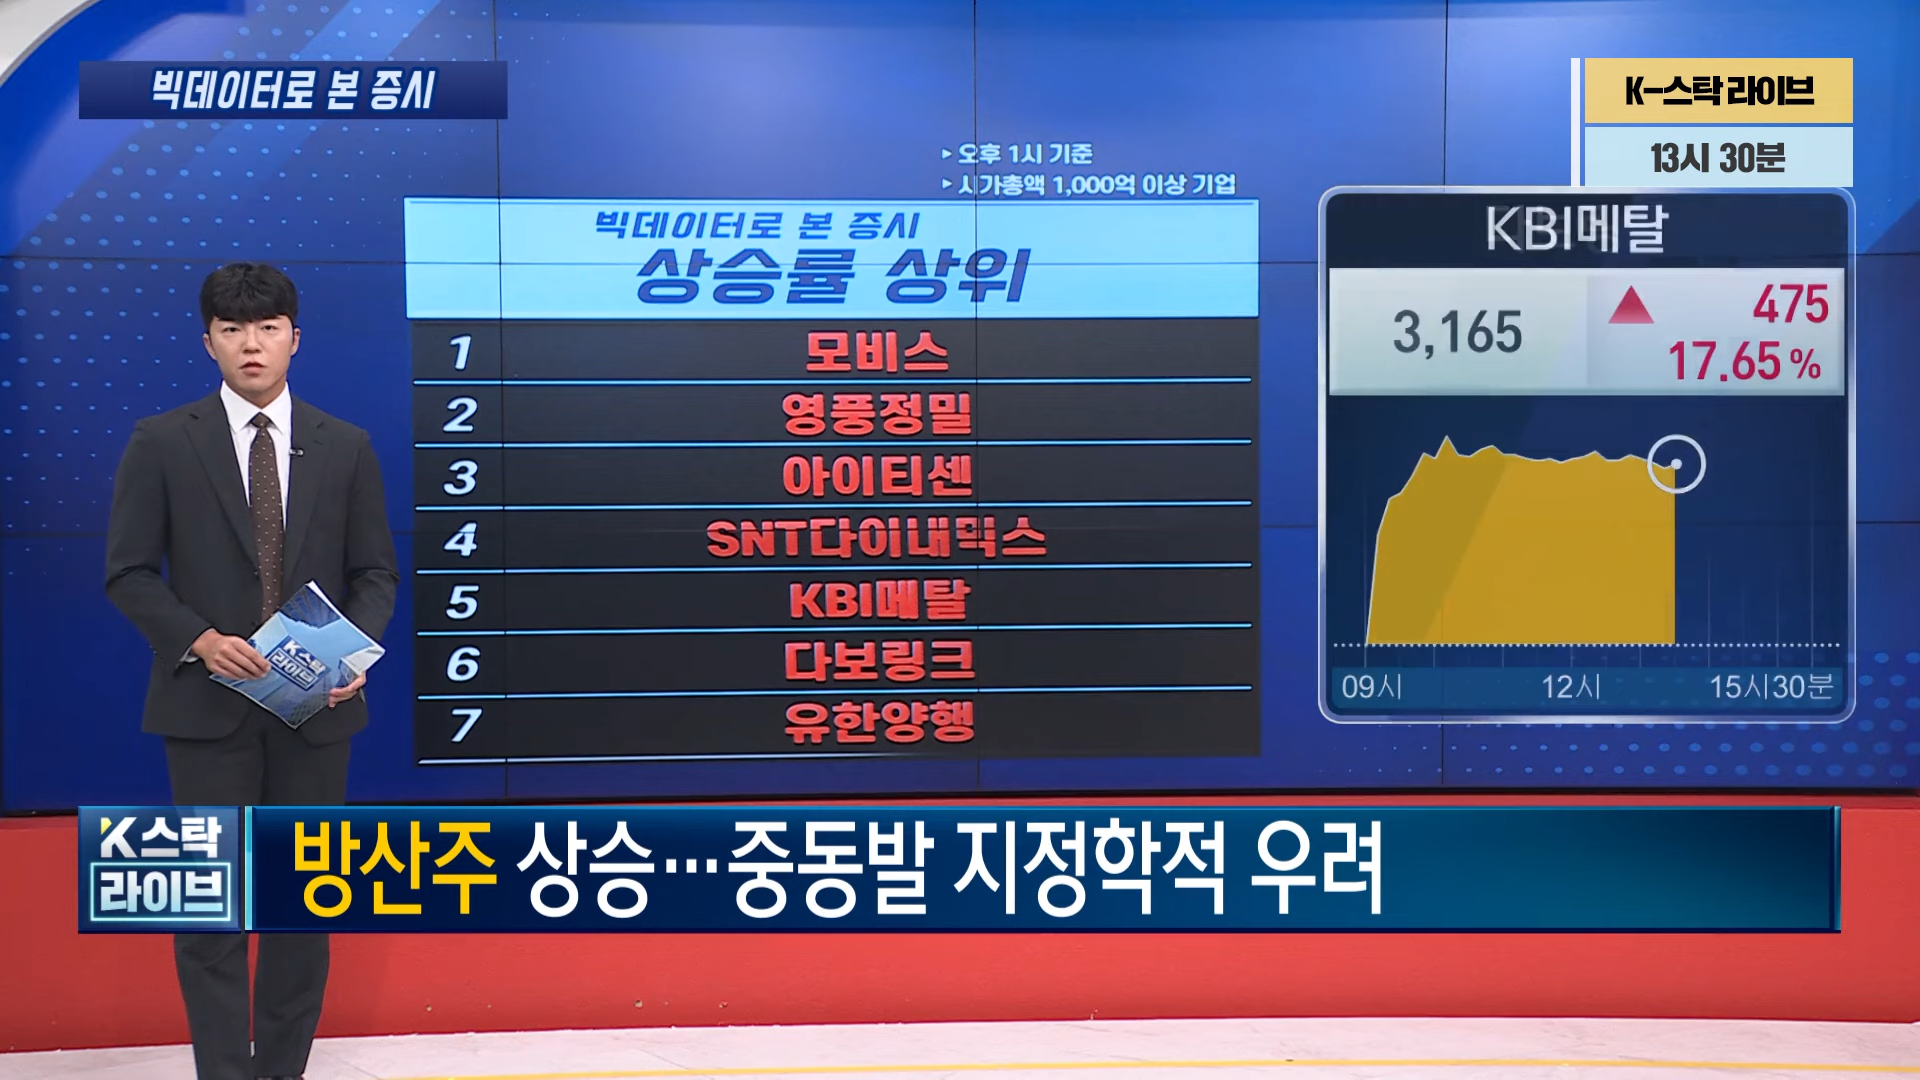 빅데이터로 본 증시
K-스탁 라이브
13시 30분
▸오후 1시 기준
▸시가총액 1,000억 이상 기업
빅데이터로 본 증시
상승률 상위
1 모비스
2 영풍정밀
3 아이티센
4 SNT다이내믹스
5 KBI메탈
6 다보링크
7 유한양행
KBI메탈
3,165 ▲ 475
17.65%
09시 12시 15시30분
K스탁
라이브
K스탁
라이브
방산주 상승…중동발 지정학적 우려